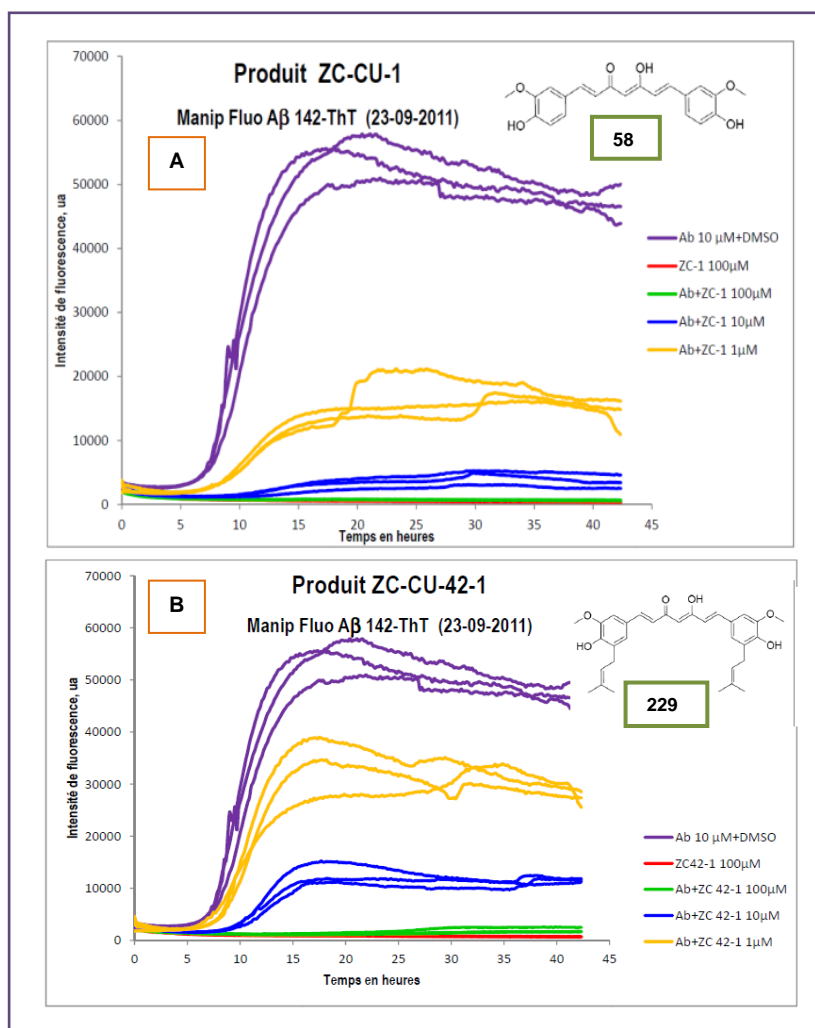 70000
Produit ZC-CU-1
60000
Manip Fluo Aβ 142-ThT (23-09-2011)
A
O OH
O O
HO OH
58
50000
40000
30000
20000
10000
0
Intensité de fluorescence, ua
Ab 10 µM+DMSO
ZC-1 100µM
Ab+ZC-1 100µM
Ab+ZC-1 10µM
Ab+ZC-1 1µM
0 5 10 15 20 25 30 35 40 45
Temps en heures
70000
B
Produit ZC-CU-42-1
Manip Fluo Aβ 142-ThT (23-09-2011)
O OH
O O
HO OH
229
60000
50000
40000
30000
20000
10000
0
Intensité de fluorescence, ua
Ab 10 µM+DMSO
ZC42-1 100µM
Ab+ZC 42-1 100µM
Ab+ZC 42-1 10µM
Ab+ZC 42-1 1µM
0 5 10 15 20 25 30 35 40 45
Temps en heures